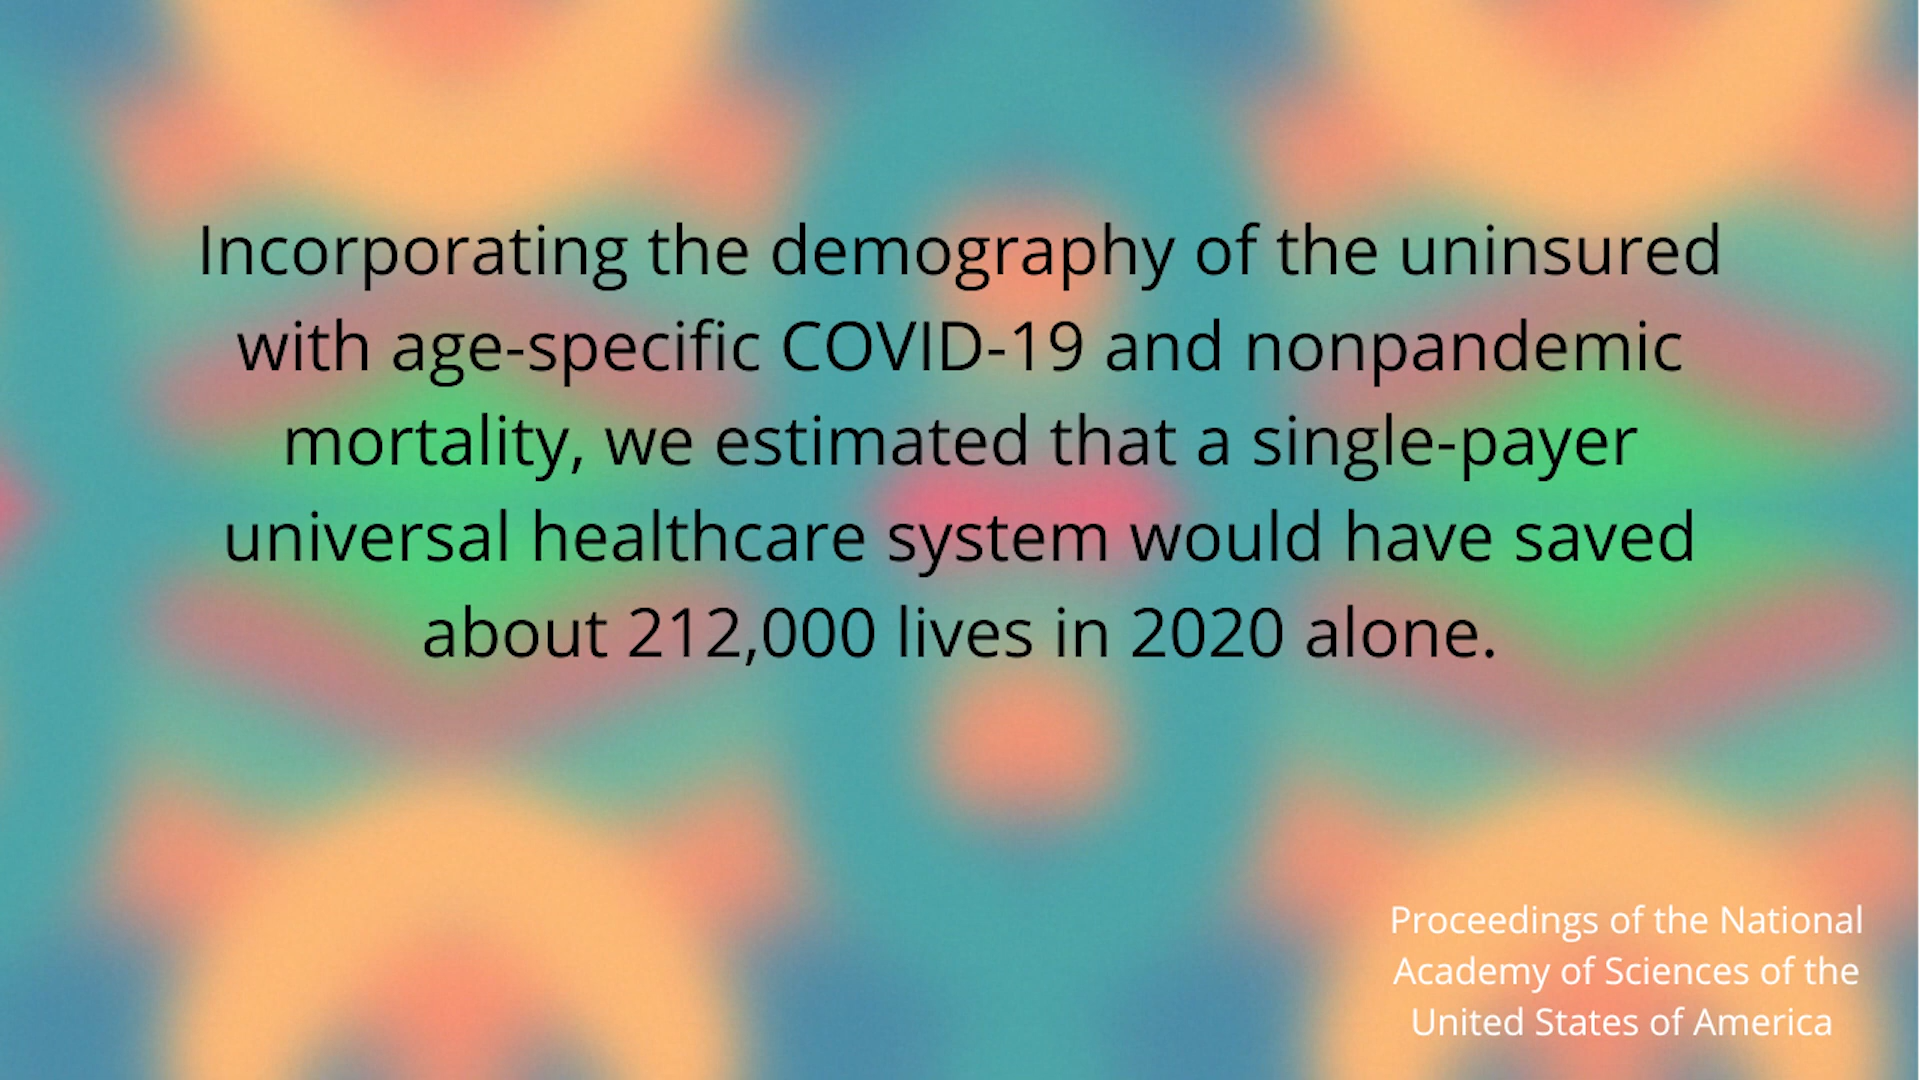 Incorporating the demography of the uninsured
with age-specific COVID-19 and nonpandemic
mortality, we estimated that a single-payer
universal healthcare system would have saved
about 212,000 lives in 2020 alone.
Proceedings of the National
Academy of Sciences of the
United States of America